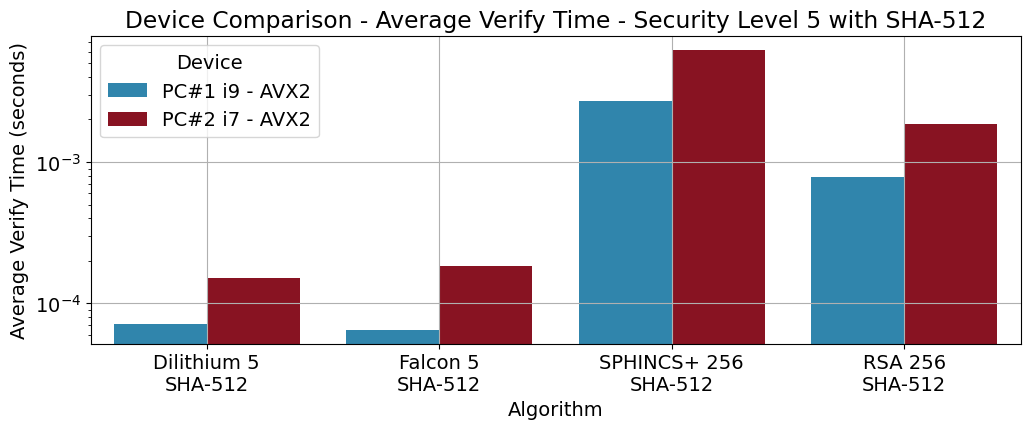 Device Comparison - Average Verify Time - Security Level 5 with SHA-512
Average Verify Time (seconds)
Device
PC#1 i9 - AVX2
PC#2 i7 - AVX2
10⁻³
10⁻⁴
Dilithium 5
SHA-512
Falcon 5
SHA-512
SPHINCS+ 256
SHA-512
RSA 256
SHA-512
Algorithm